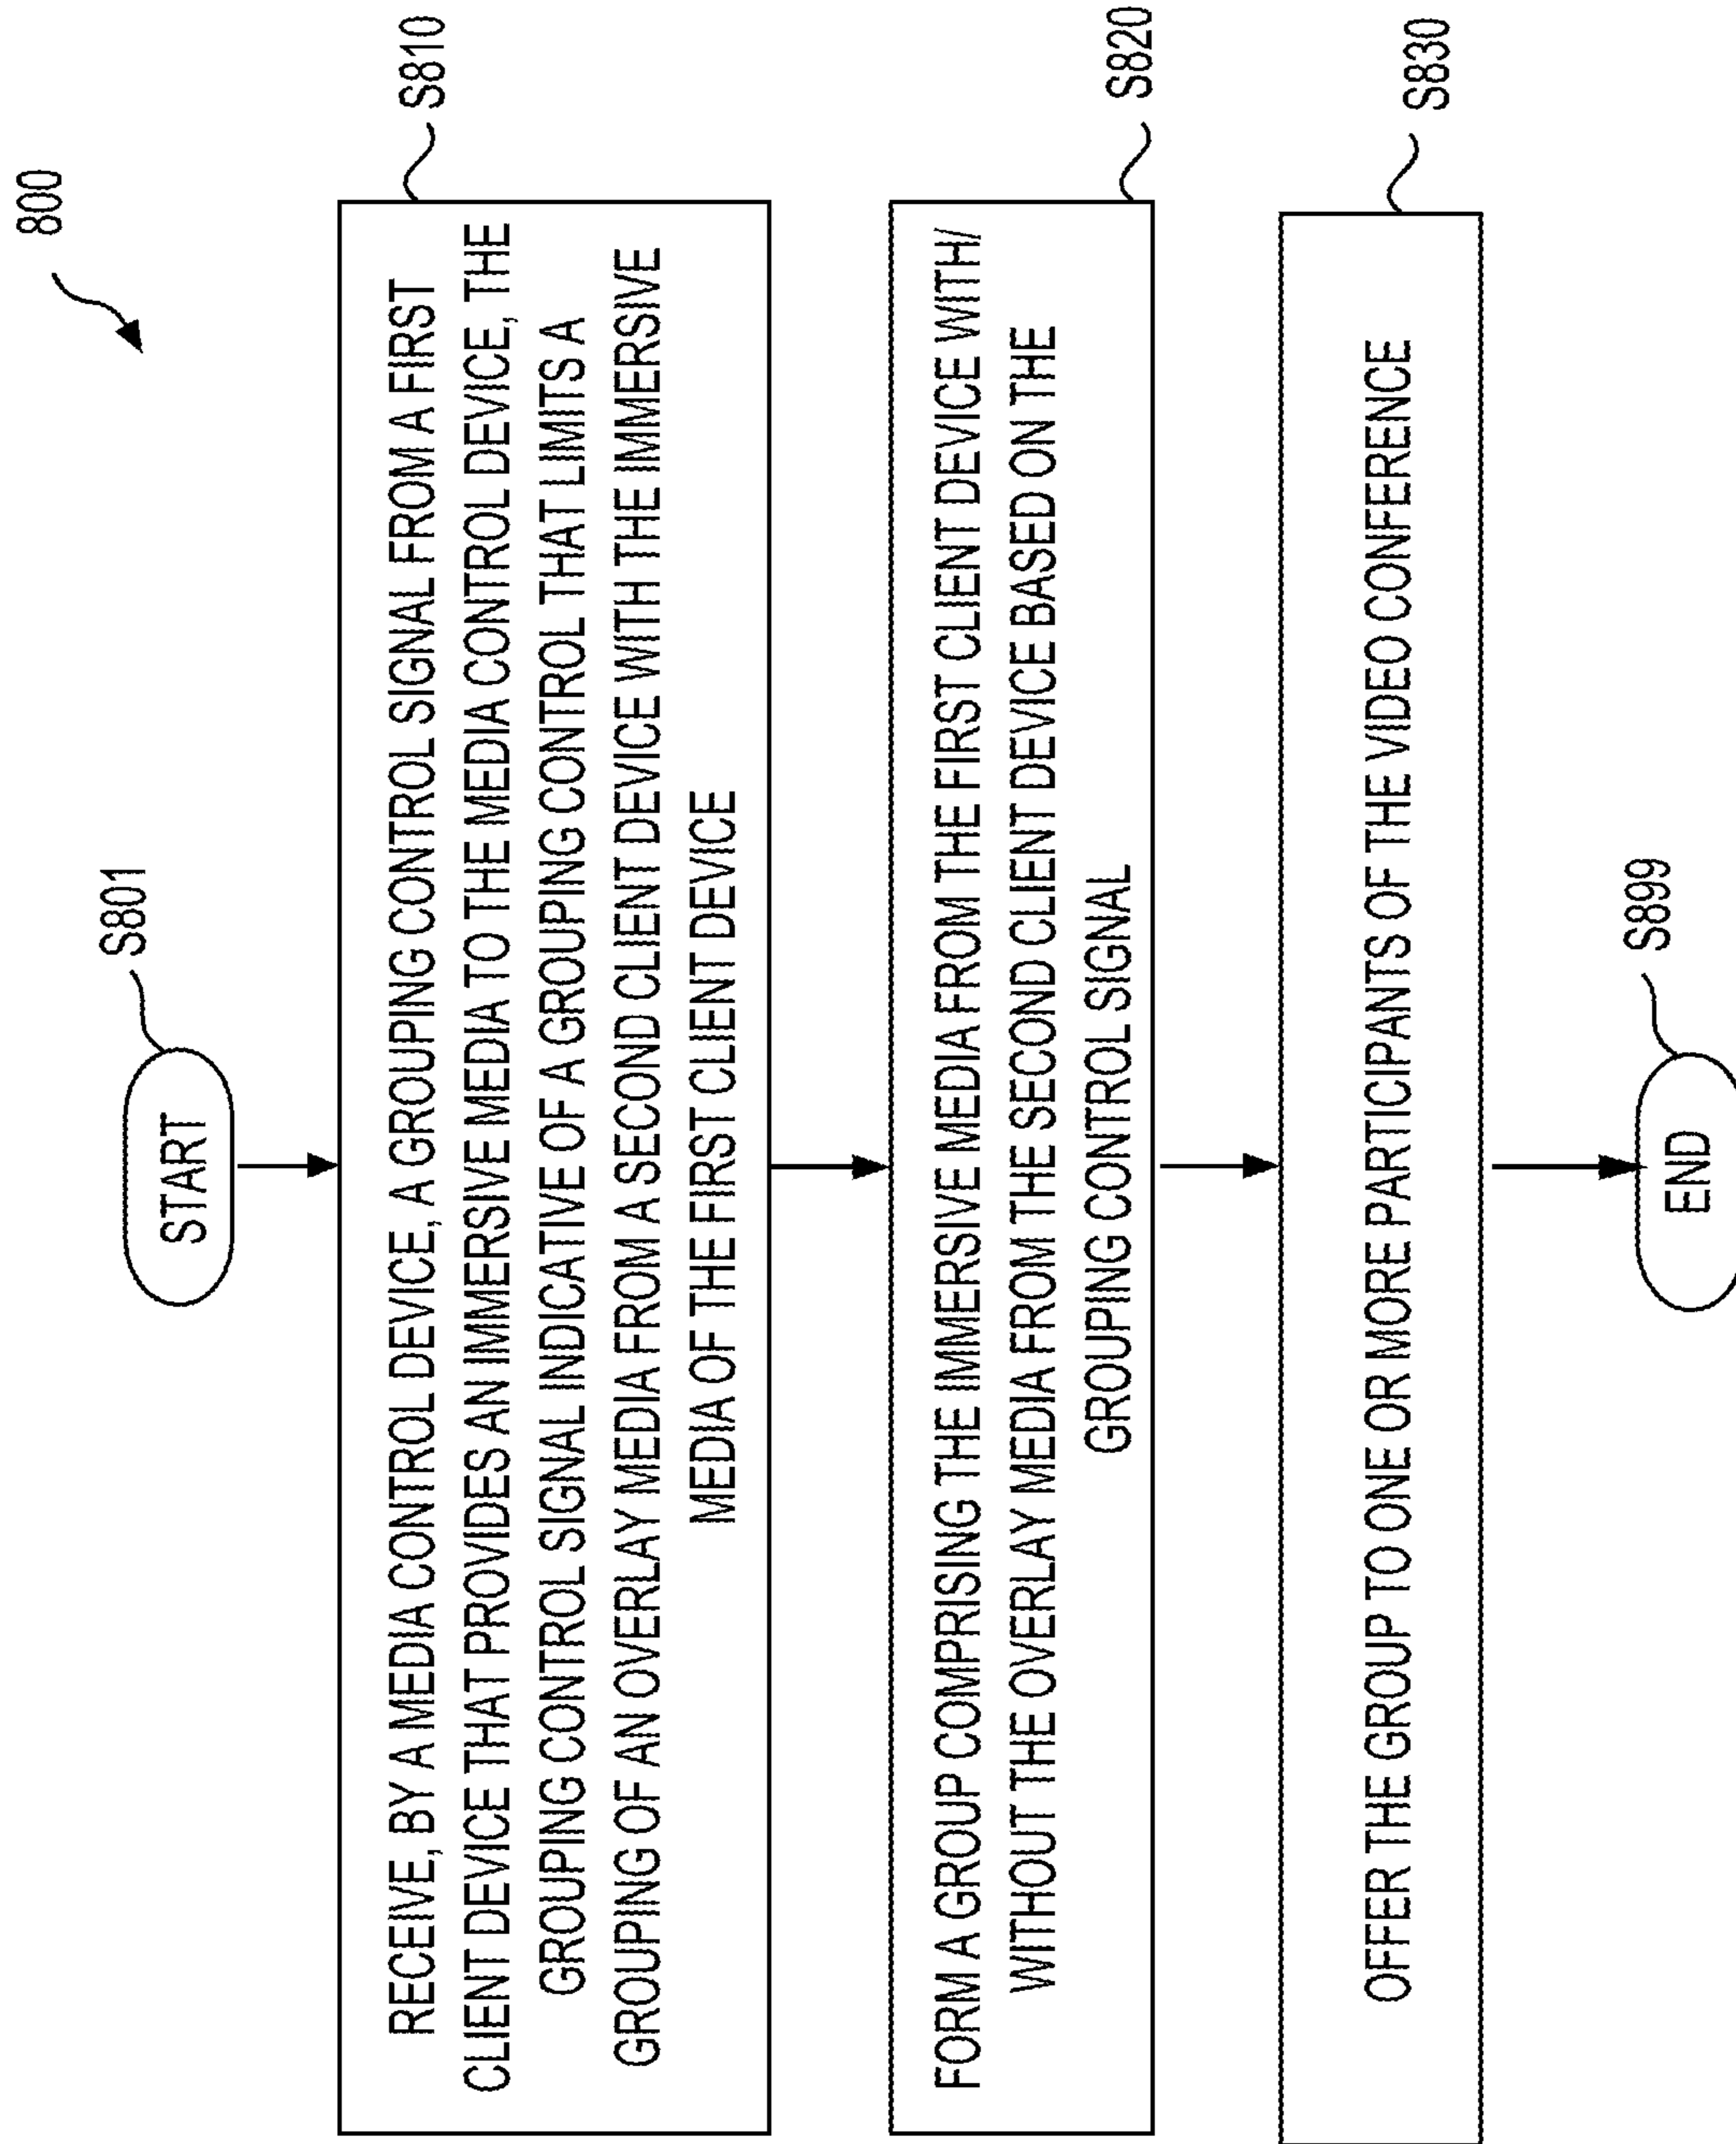 800
START
S801
RECEIVE, BY A MEDIA CONTROL DEVICE, A GROUPING CONTROL SIGNAL FROM A FIRST
CLIENT DEVICE THAT PROVIDES AN IMMERSIVE MEDIA TO THE MEDIA CONTROL DEVICE, THE
GROUPING CONTROL SIGNAL INDICATIVE OF A GROUPING CONTROL THAT LIMITS A
GROUPING OF AN OVERLAY MEDIA FROM A SECOND CLIENT DEVICE WITH THE IMMERSIVE
MEDIA OF THE FIRST CLIENT DEVICE
S810
FORM A GROUP COMPRISING THE IMMERSIVE MEDIA FROM THE FIRST CLIENT DEVICE WITH/
WITHOUT THE OVERLAY MEDIA FROM THE SECOND CLIENT DEVICE BASED ON THE
GROUPING CONTROL SIGNAL
S820
OFFER THE GROUP TO ONE OR MORE PARTICIPANTS OF THE VIDEO CONFERENCE
S830
END
S899